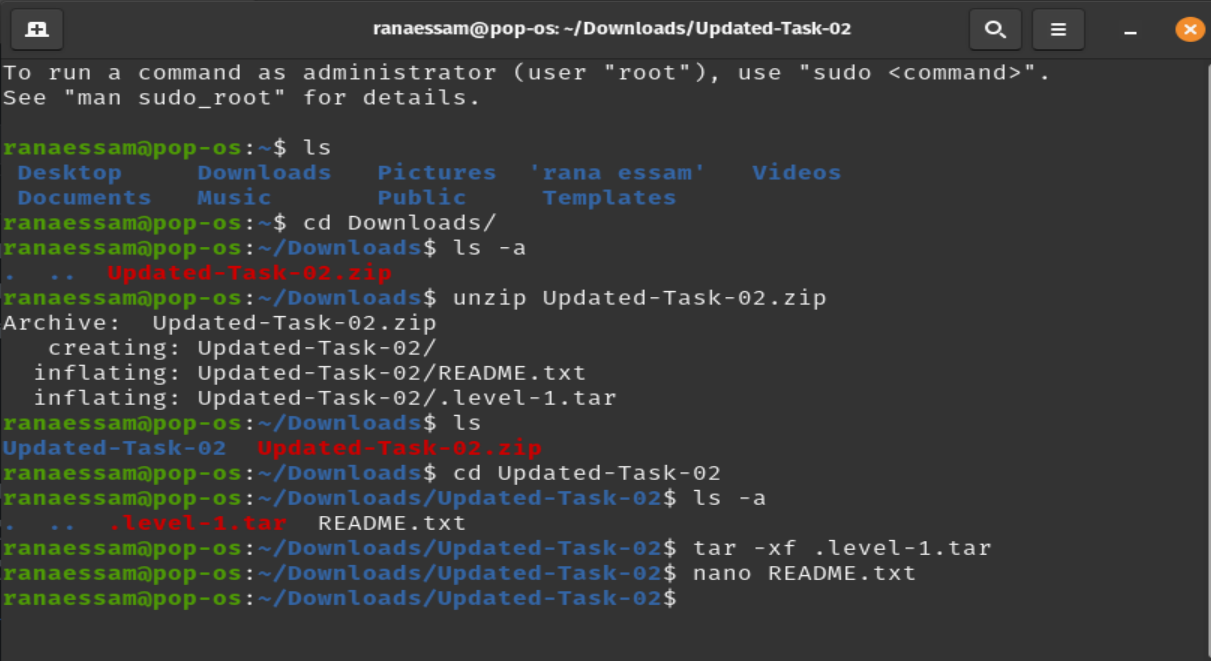 ranaessam@pop-os: ~/Downloads/Updated-Task-02
To run a command as administrator (user "root"), use "sudo <command>".
See "man sudo_root" for details.
ranaessam@pop-os:~$ ls
Desktop Downloads Pictures 'rana essam' Videos
Documents Music Public Templates
ranaessam@pop-os:~$ cd Downloads/
ranaessam@pop-os:~/Downloads$ ls -a
. .. Updated-Task-02.zip
ranaessam@pop-os:~/Downloads$ unzip Updated-Task-02.zip
Archive: Updated-Task-02.zip
creating: Updated-Task-02/
inflating: Updated-Task-02/README.txt
inflating: Updated-Task-02/.level-1.tar
ranaessam@pop-os:~/Downloads$ ls
Updated-Task-02 Updated-Task-02.zip
ranaessam@pop-os:~/Downloads$ cd Updated-Task-02
ranaessam@pop-os:~/Downloads/Updated-Task-02$ ls -a
. .. .level-1.tar README.txt
ranaessam@pop-os:~/Downloads/Updated-Task-02$ tar -xf .level-1.tar
ranaessam@pop-os:~/Downloads/Updated-Task-02$ nano README.txt
ranaessam@pop-os:~/Downloads/Updated-Task-02$